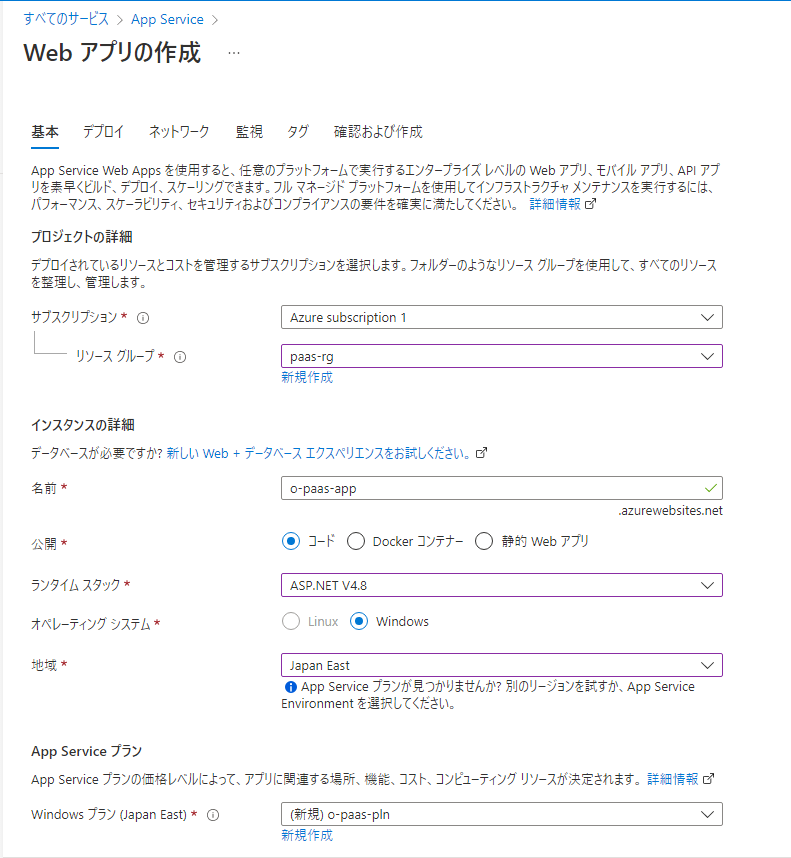 すべてのサービス > App Service >
Web アプリの作成 …
基本 デプロイ ネットワーク 監視 タグ 確認および作成
App Service Web Apps を使用すると、任意のプラットフォームで実行するエンタープライズ レベルの Web アプリ、モバイル アプリ、API アプ
リを素早くビルド、デプロイ、スケーリングできます。フル マネージド プラットフォームを使用してインフラストラクチャ メンテナンスを実行するには、
パフォーマンス、スケーラビリティ、セキュリティおよびコンプライアンスの要件を確実に満たしてください。 詳細情報
プロジェクトの詳細
デプロイされているリソースとコストを管理するサブスクリプションを選択します。フォルダーのようなリソース グループを使用して、すべてのリソース
を整理し、管理します。
サブスクリプション * Azure subscription 1
リソース グループ * paas-rg
新規作成
インスタンスの詳細
データベースが必要ですか? 新しい Web + データベース エクスペリエンスをお試しください。
名前 * o-paas-app
.azurewebsites.net
公開 * コード Docker コンテナー 静的 Web アプリ
ランタイム スタック * ASP.NET V4.8
オペレーティング システム * Linux Windows
地域 * Japan East
App Service プランが見つかりませんか? 別のリージョンを試すか、App Service
Environment を選択してください。
App Service プラン
App Service プランの価格レベルによって、アプリに関連する場所、機能、コスト、コンピューティング リソースが決定されます。 詳細情報
Windows プラン (Japan East) * (新規) o-paas-pln
新規作成